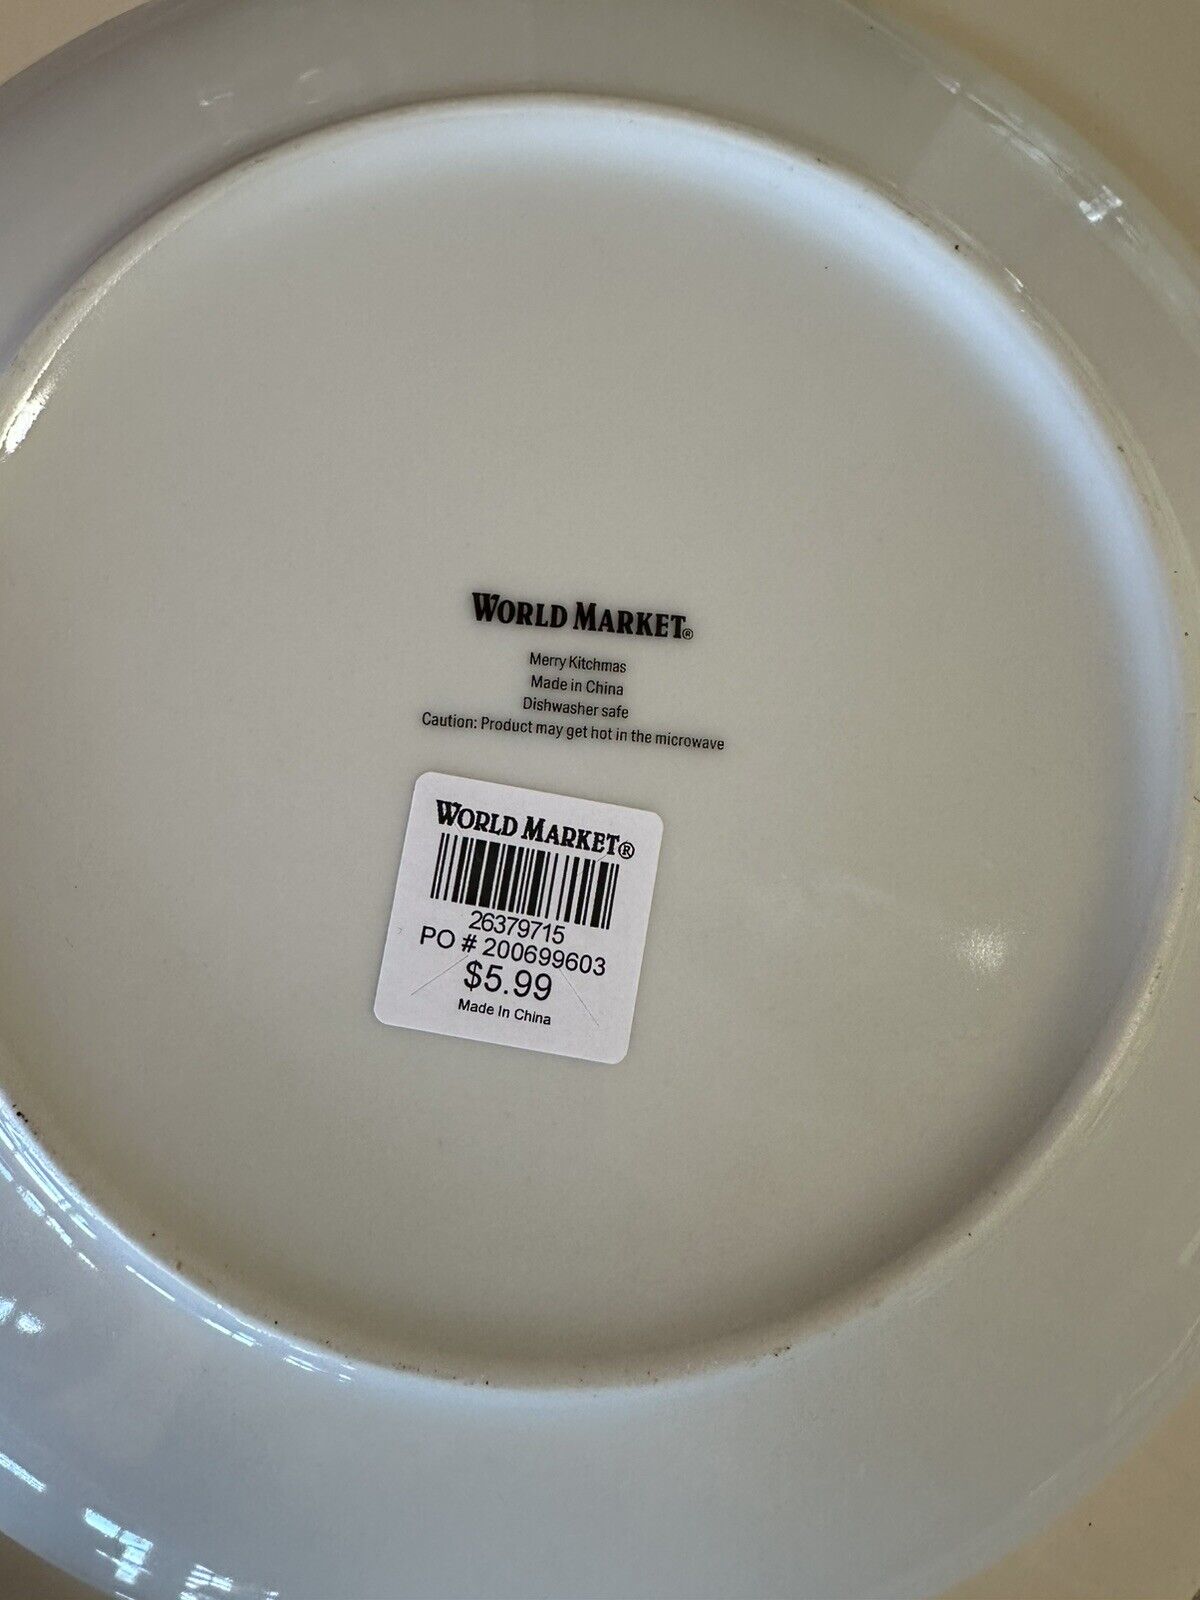 WORLD MARKET®
Merry Kitchmas
Made in China
Dishwasher safe
Caution: Product may get hot in the microwave
WORLD MARKET®
26379715
PO # 200699603
$5.99
Made In China